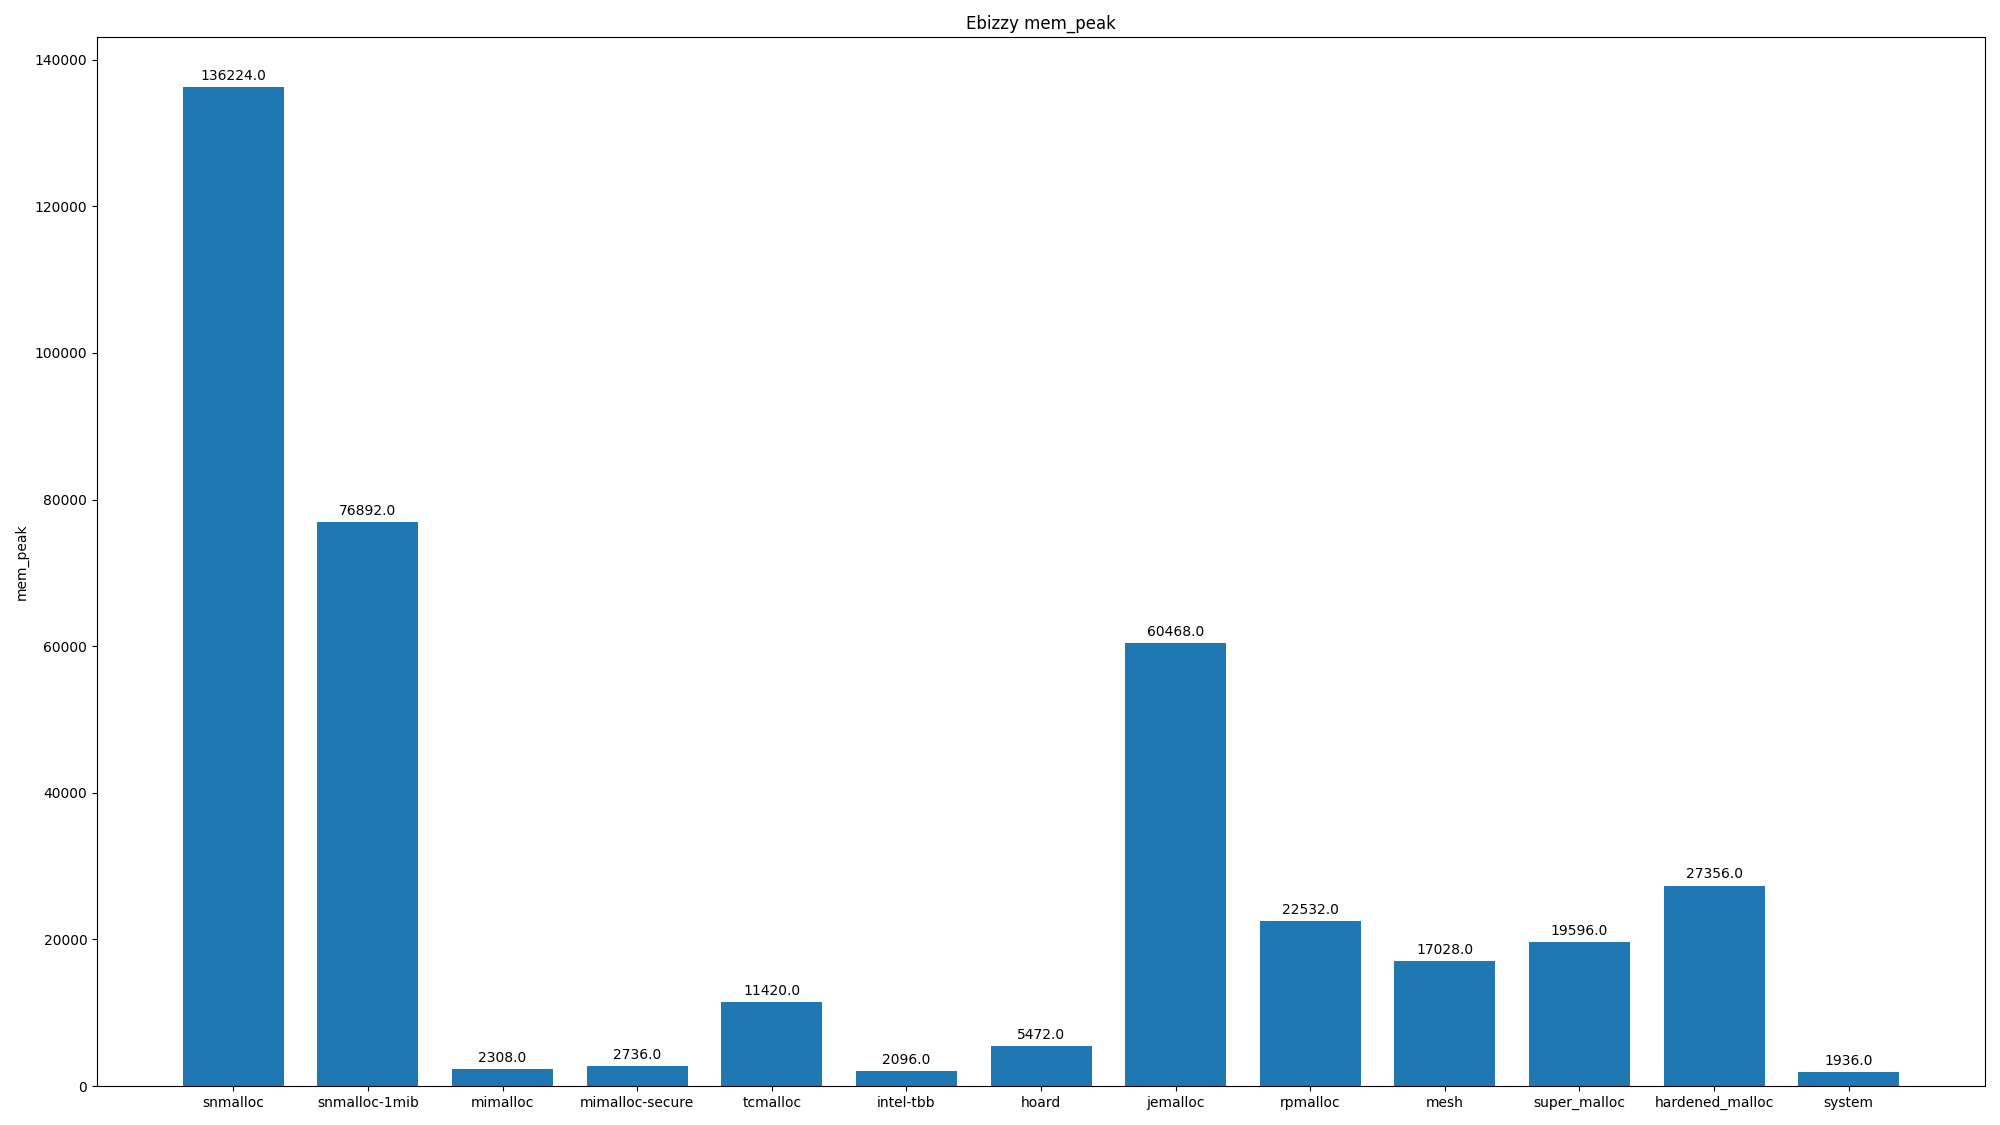 Ebizzy mem_peak
mem_peak
140000
120000
100000
80000
60000
40000
20000
0
136224.0
76892.0
2308.0
2736.0
11420.0
2096.0
5472.0
60468.0
22532.0
17028.0
19596.0
27356.0
1936.0
snmalloc
snmalloc-1mib
mimalloc
mimalloc-secure
tcmalloc
intel-tbb
hoard
jemalloc
rpmalloc
mesh
super_malloc
hardened_malloc
system